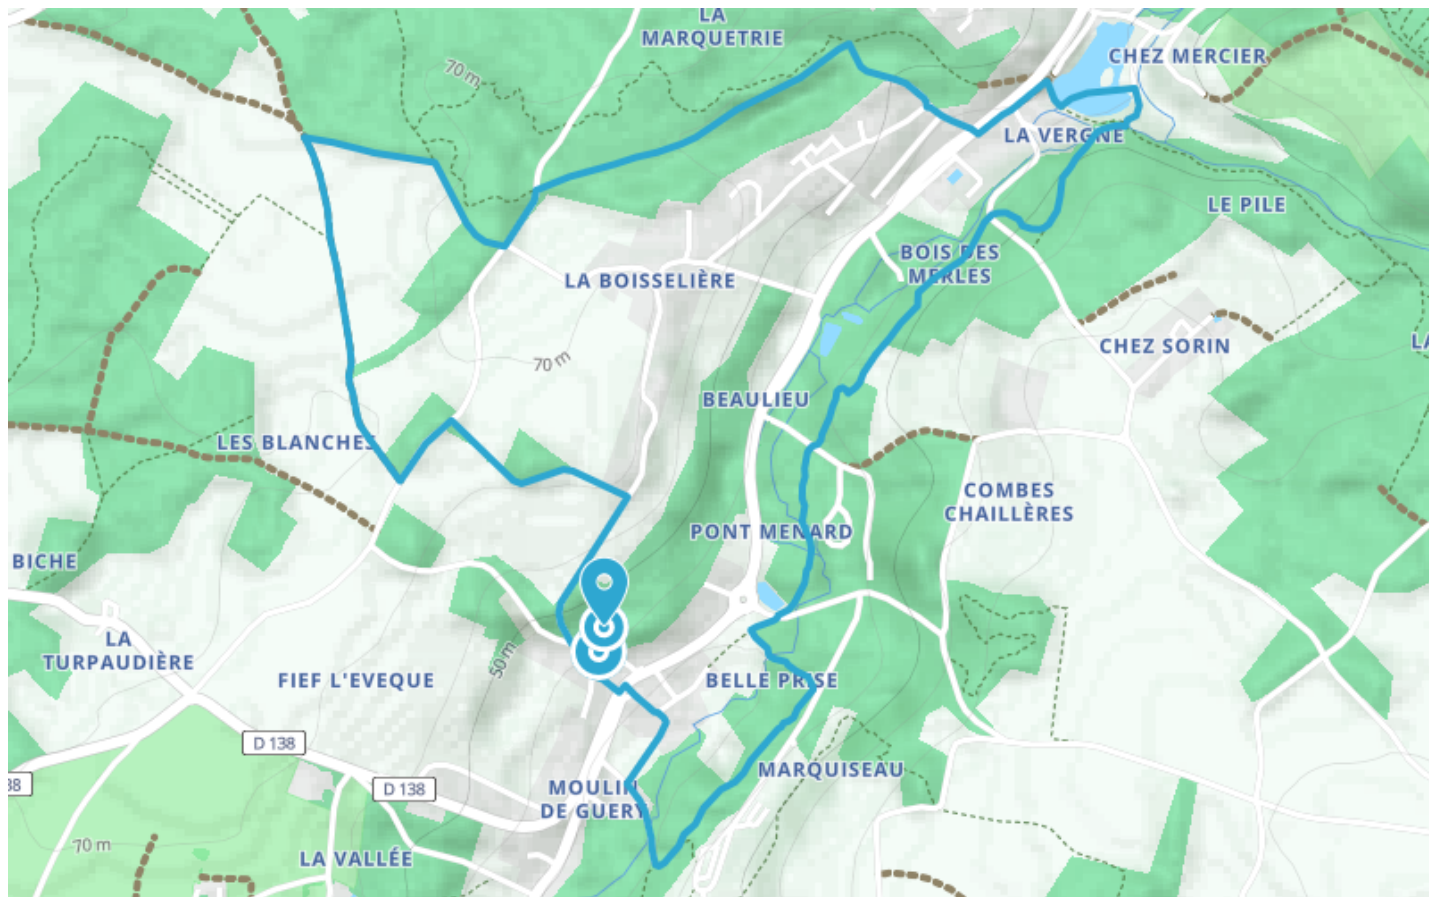 LA
MARQUETRIE
CHEZ MERCIER
70 m
LA VERGNE
LE PILE
BOIS DES
MERLES
LA BOISSELIÈRE
CHEZ SORIN
LA
70 m
BEAULIEU
LES BLANCHES
COMBES
CHAILLÈRES
PONT MENARD
BICHE
LA
TURPAUDIÈRE
50 m
FIEF L'EVEQUE
BELLE PRISE
D 138
MARQUISEAU
38
D 138
MOULIN
DE GUERY
70 m
LA VALLÉE